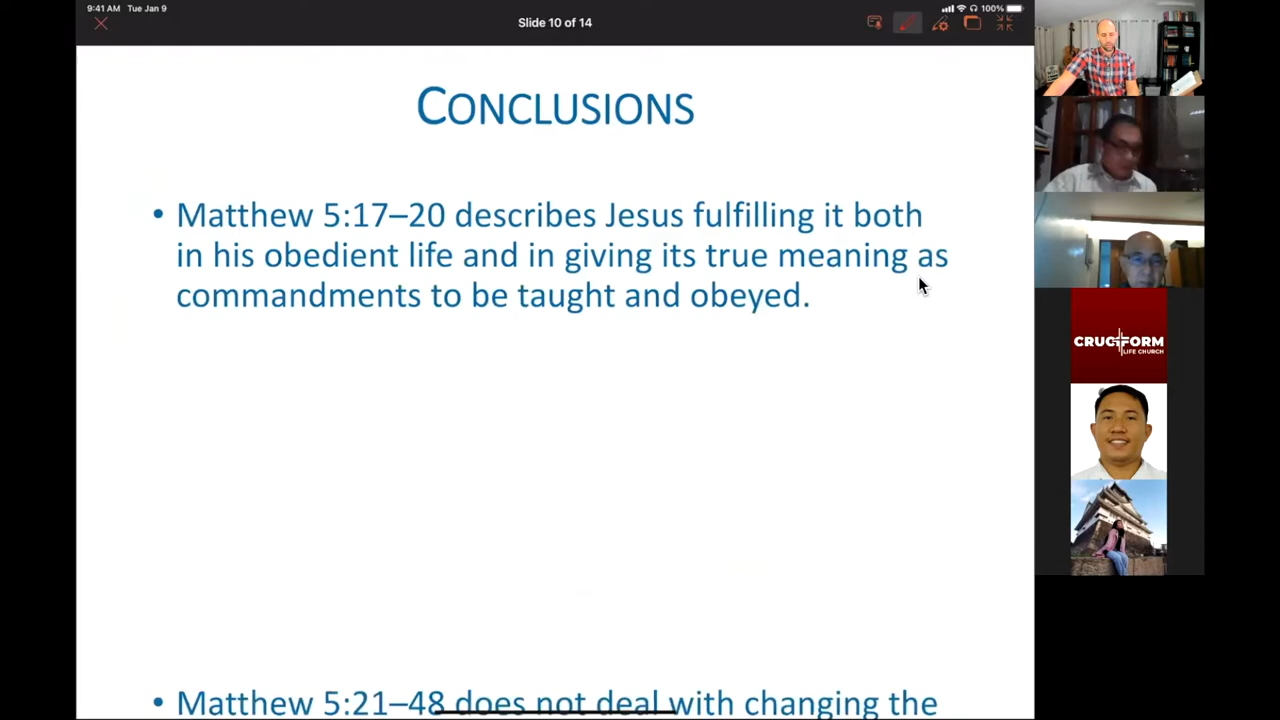 9:41 AM Tue Jan 9
100%
Slide 10 of 14
CONCLUSIONS
• Matthew 5:17–20 describes Jesus fulfilling it both
in his obedient life and in giving its true meaning as
commandments to be taught and obeyed.
• Matthew 5:21–48 does not deal with changing the
CRUCIFORM
LIFE CHURCH